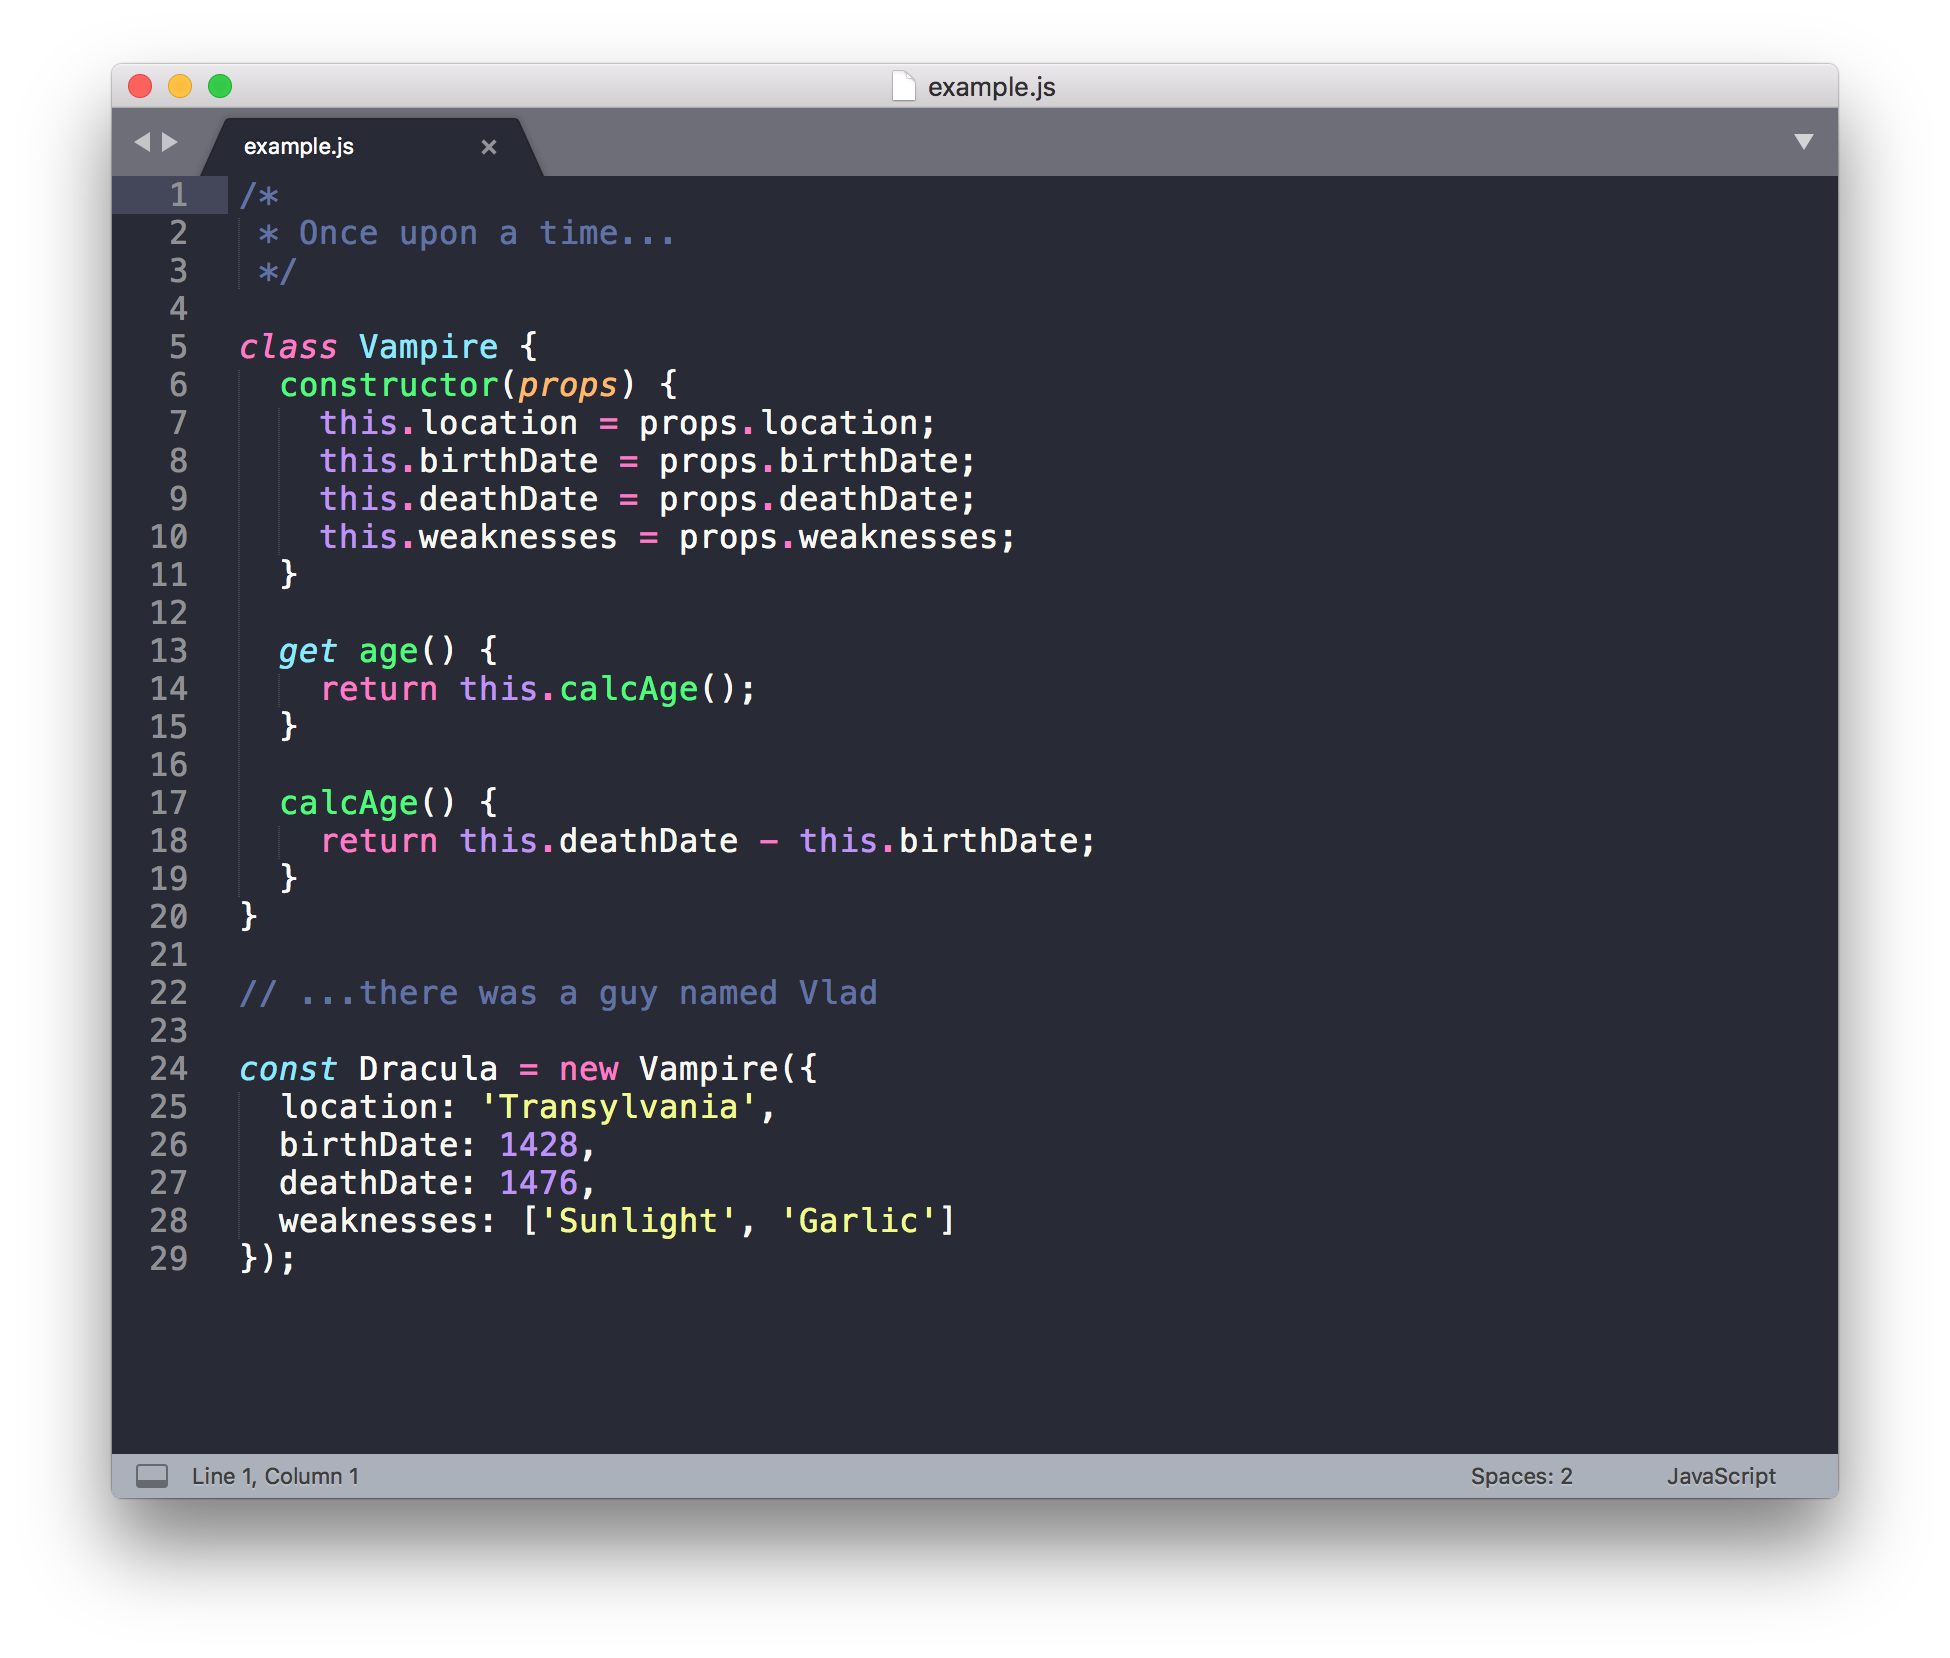 example.js
example.js ×
1 /*
2  * Once upon a time...
3  */
4
5 class Vampire {
6   constructor(props) {
7     this.location = props.location;
8     this.birthDate = props.birthDate;
9     this.deathDate = props.deathDate;
10     this.weaknesses = props.weaknesses;
11   }
12
13   get age() {
14     return this.calcAge();
15   }
16
17   calcAge() {
18     return this.deathDate - this.birthDate;
19   }
20 }
21
22 // ...there was a guy named Vlad
23
24 const Dracula = new Vampire({
25   location: 'Transylvania',
26   birthDate: 1428,
27   deathDate: 1476,
28   weaknesses: ['Sunlight', 'Garlic']
29 });
Line 1, Column 1 Spaces: 2 JavaScript